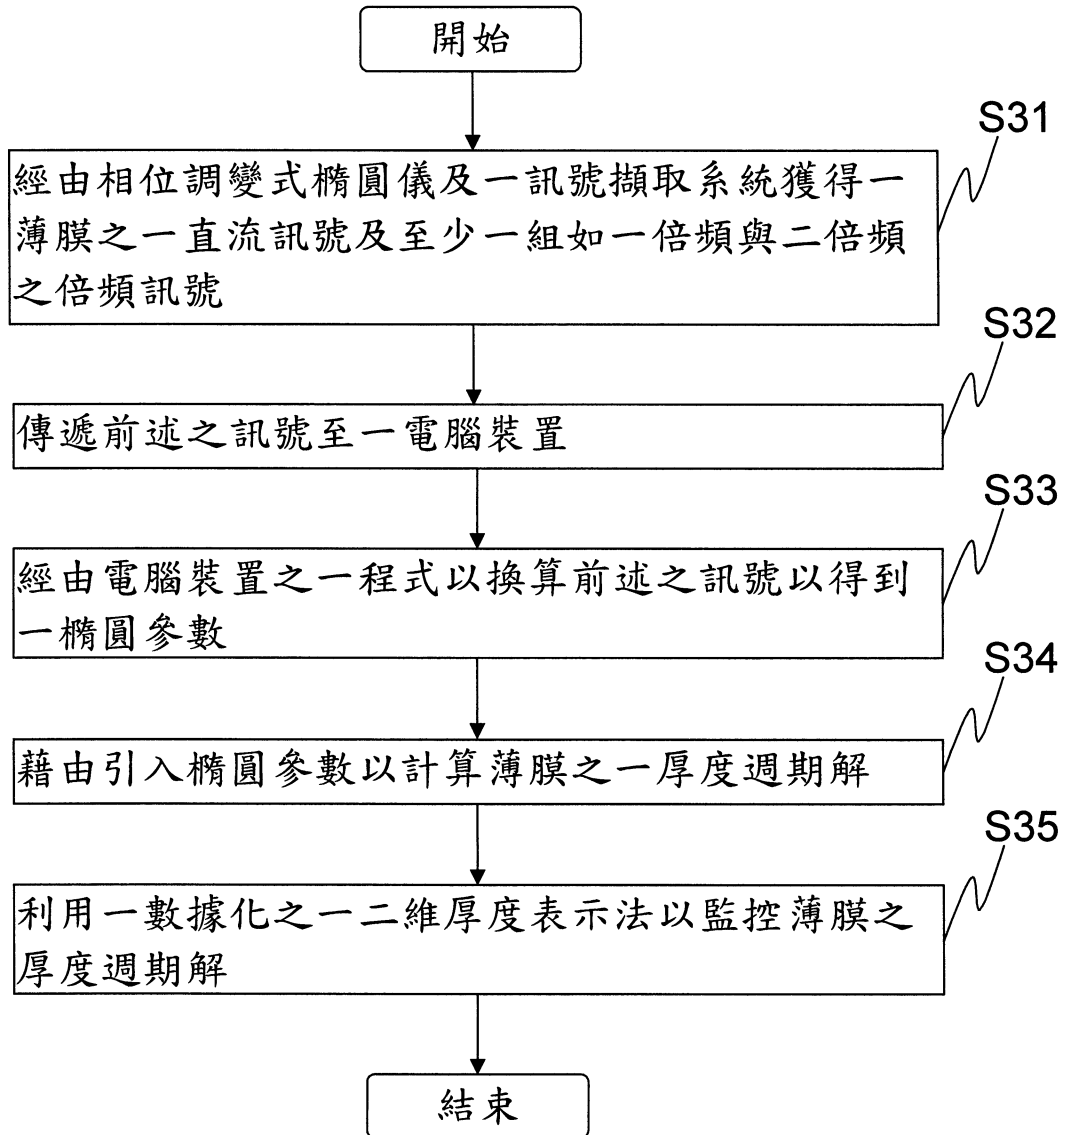 開始
S31
經由相位調變式橢圓儀及一訊號擷取系統獲得一
薄膜之一直流訊號及至少一組如一倍頻與二倍頻
之倍頻訊號
S32
傳遞前述之訊號至一電腦裝置
S33
經由電腦裝置之一程式以換算前述之訊號以得到
一橢圓參數
S34
藉由引入橢圓參數以計算薄膜之一厚度週期解
S35
利用一數據化之一二維厚度表示法以監控薄膜之
厚度週期解
結束